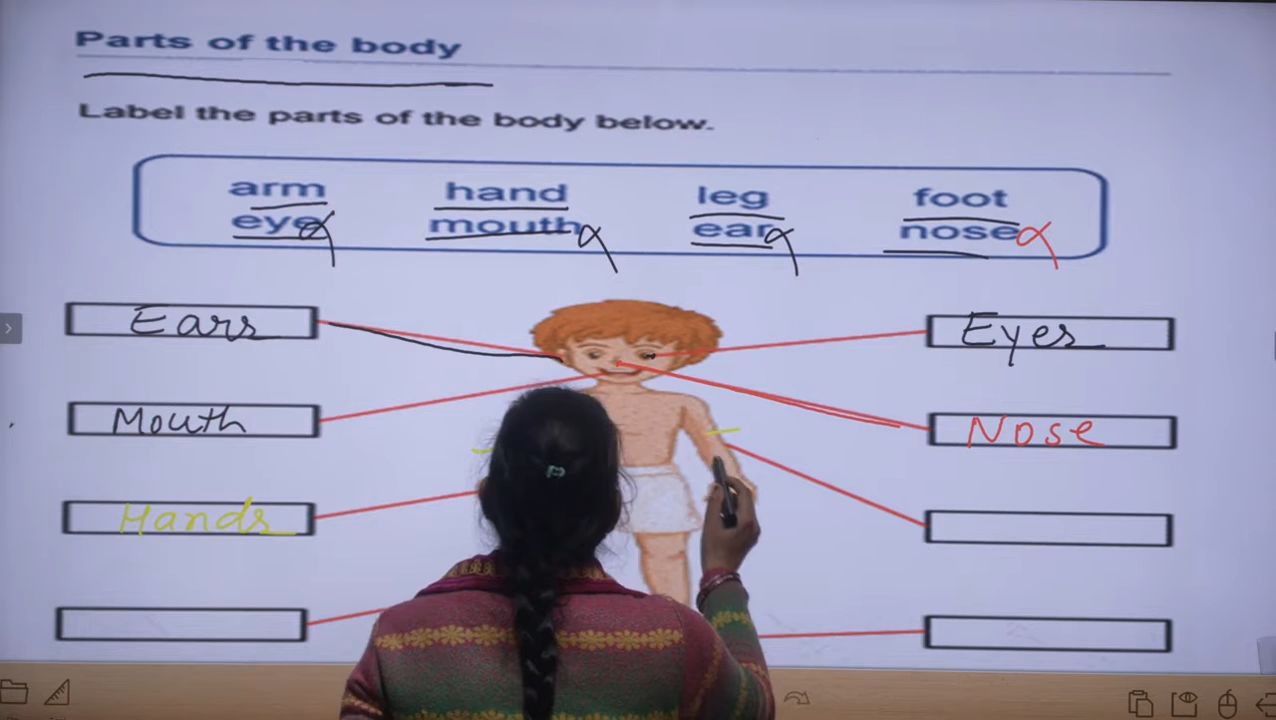 Parts of the body
Label the parts of the body below.
arm hand leg foot
eye mouth ear nose
Ears Eyes
Mouth Nose
Hands